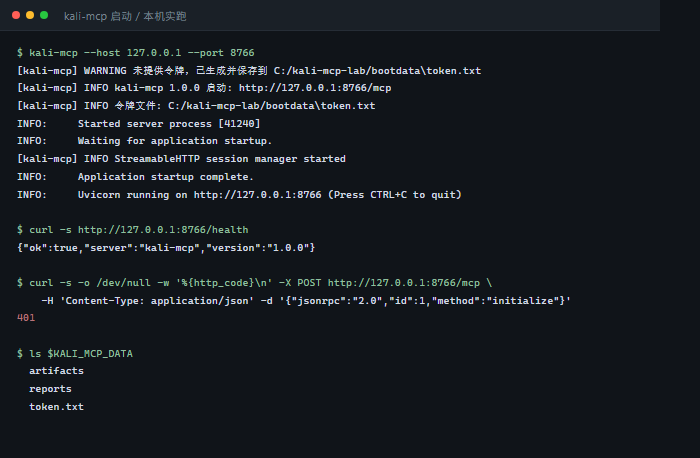 kali-mcp 启动 / 本机实跑
$ kali-mcp --host 127.0.0.1 --port 8766
[kali-mcp] WARNING 未提供令牌，已生成并保存到 C:/kali-mcp-lab/bootdata\token.txt
[kali-mcp] INFO kali-mcp 1.0.0 启动: http://127.0.0.1:8766/mcp
[kali-mcp] INFO 令牌文件: C:/kali-mcp-lab/bootdata\token.txt
INFO:     Started server process [41240]
INFO:     Waiting for application startup.
[kali-mcp] INFO StreamableHTTP session manager started
INFO:     Application startup complete.
INFO:     Uvicorn running on http://127.0.0.1:8766 (Press CTRL+C to quit)
$ curl -s http://127.0.0.1:8766/health
{"ok":true,"server":"kali-mcp","version":"1.0.0"}
$ curl -s -o /dev/null -w '%{http_code}\n' -X POST http://127.0.0.1:8766/mcp \
    -H 'Content-Type: application/json' -d '{"jsonrpc":"2.0","id":1,"method":"initialize"}'
401
$ ls $KALI_MCP_DATA
  artifacts
  reports
  token.txt